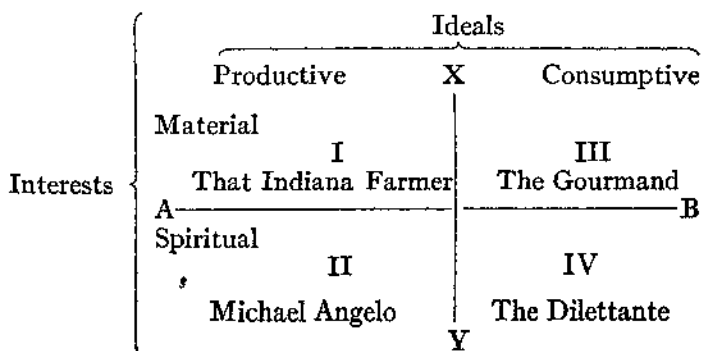 Ideals
Productive X Consumptive
Material
I III
Interests That Indiana Farmer The Gourmand
A B
Spiritual
II IV
Michael Angelo The Dilettante
Y